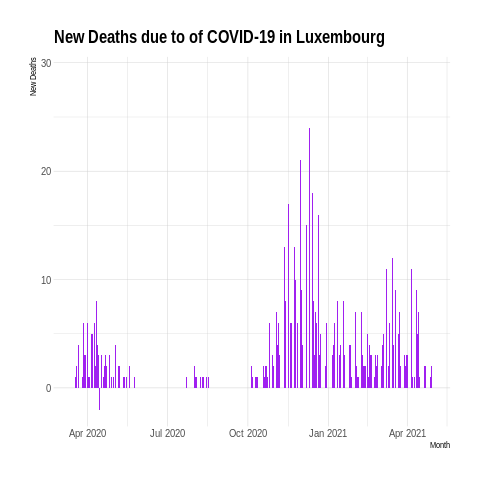 New Deaths due to of COVID-19 in Luxembourg
New Deaths
30
20
10
0
Apr 2020 Jul 2020 Oct 2020 Jan 2021 Apr 2021
Month